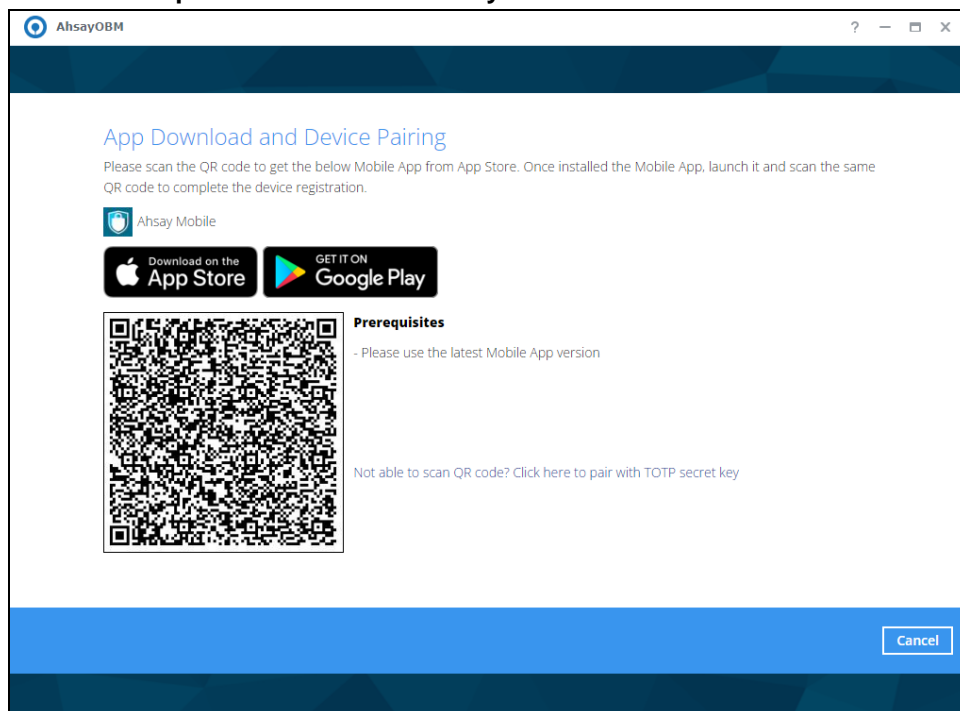 AhsayOBM
App Download and Device Pairing
Please scan the QR code to get the below Mobile App from App Store. Once installed the Mobile App, launch it and scan the same
QR code to complete the device registration.
Ahsay Mobile
Download on the
App Store
GET IT ON
Google Play
Prerequisites
- Please use the latest Mobile App version
Not able to scan QR code? Click here to pair with TOTP secret key
Cancel